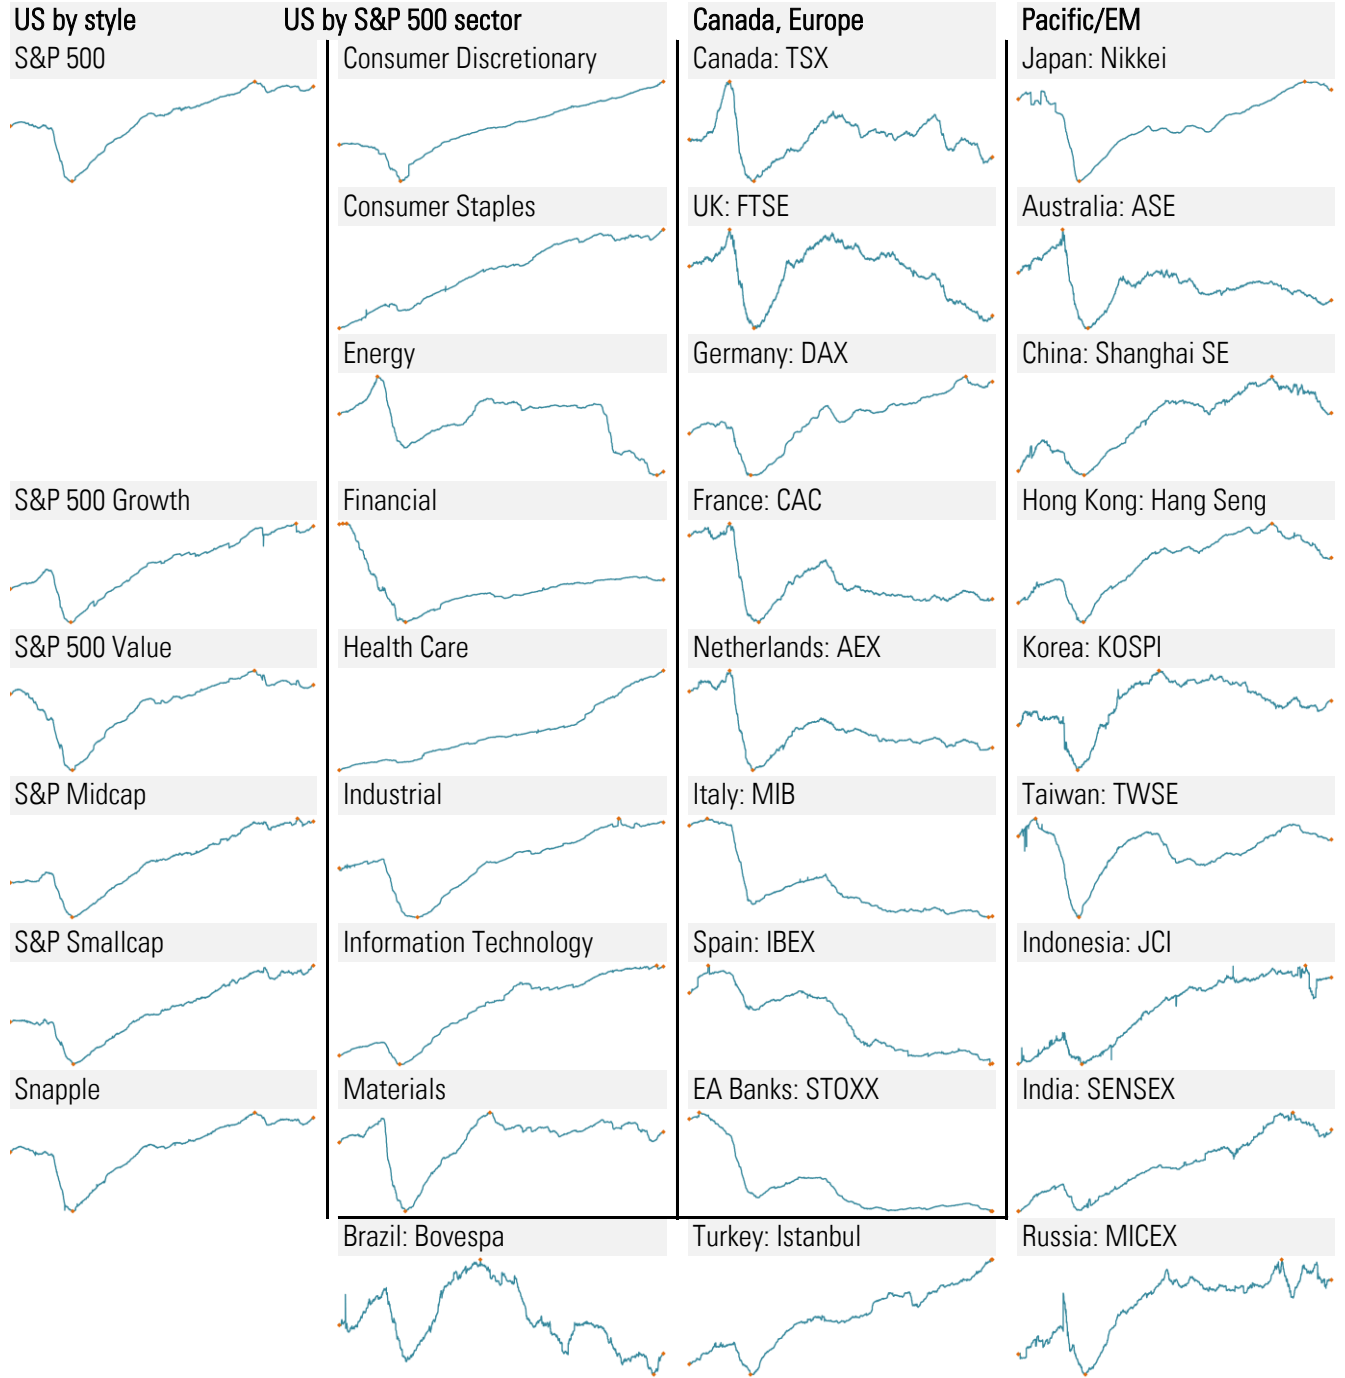 US by style
US by S&P 500 sector
Canada, Europe
Pacific/EM
S&P 500
Consumer Discretionary
Canada: TSX
Japan: Nikkei
Consumer Staples
UK: FTSE
Australia: ASE
Energy
Germany: DAX
China: Shanghai SE
S&P 500 Growth
Financial
France: CAC
Hong Kong: Hang Seng
S&P 500 Value
Health Care
Netherlands: AEX
Korea: KOSPI
S&P Midcap
Industrial
Italy: MIB
Taiwan: TWSE
S&P Smallcap
Information Technology
Spain: IBEX
Indonesia: JCI
Snapple
Materials
EA Banks: STOXX
India: SENSEX
Brazil: Bovespa
Turkey: Istanbul
Russia: MICEX